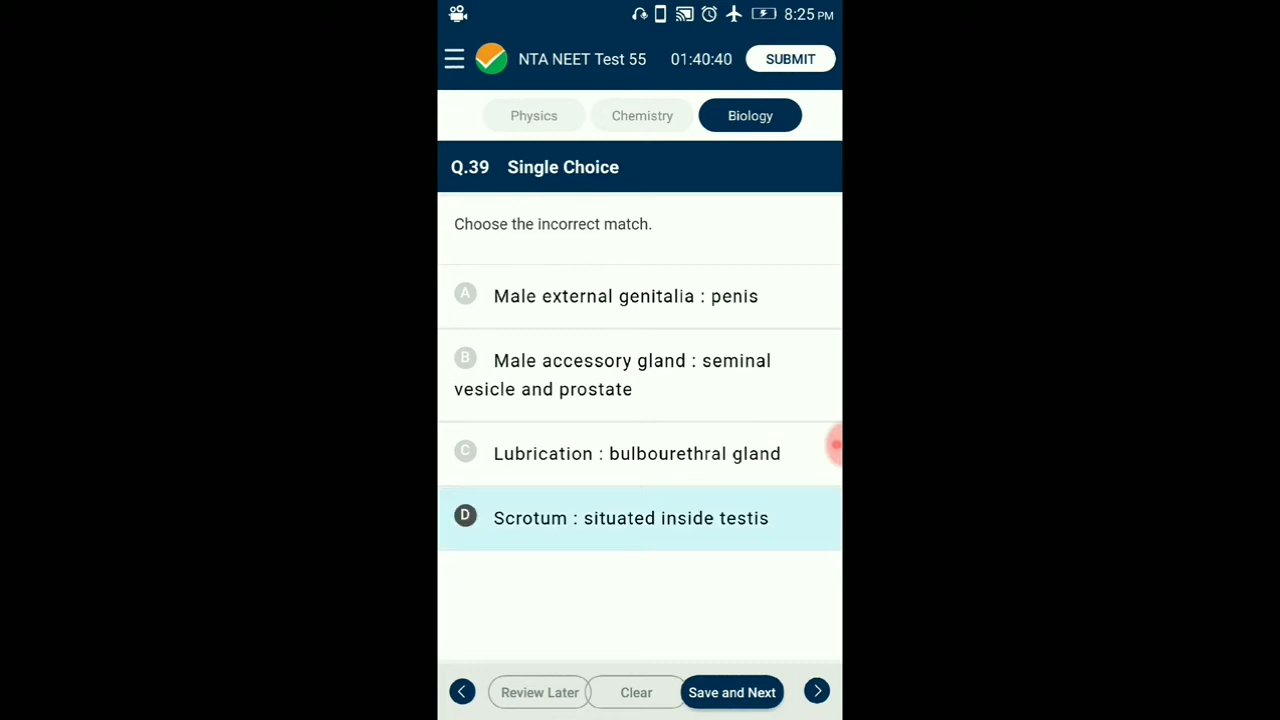 8:25 PM
NTA NEET Test 55 01:40:40 SUBMIT
Physics Chemistry Biology
Q.39 Single Choice
Choose the incorrect match.
A Male external genitalia : penis
B Male accessory gland : seminal
vesicle and prostate
C Lubrication : bulbourethral gland
D Scrotum : situated inside testis
Review Later Clear Save and Next